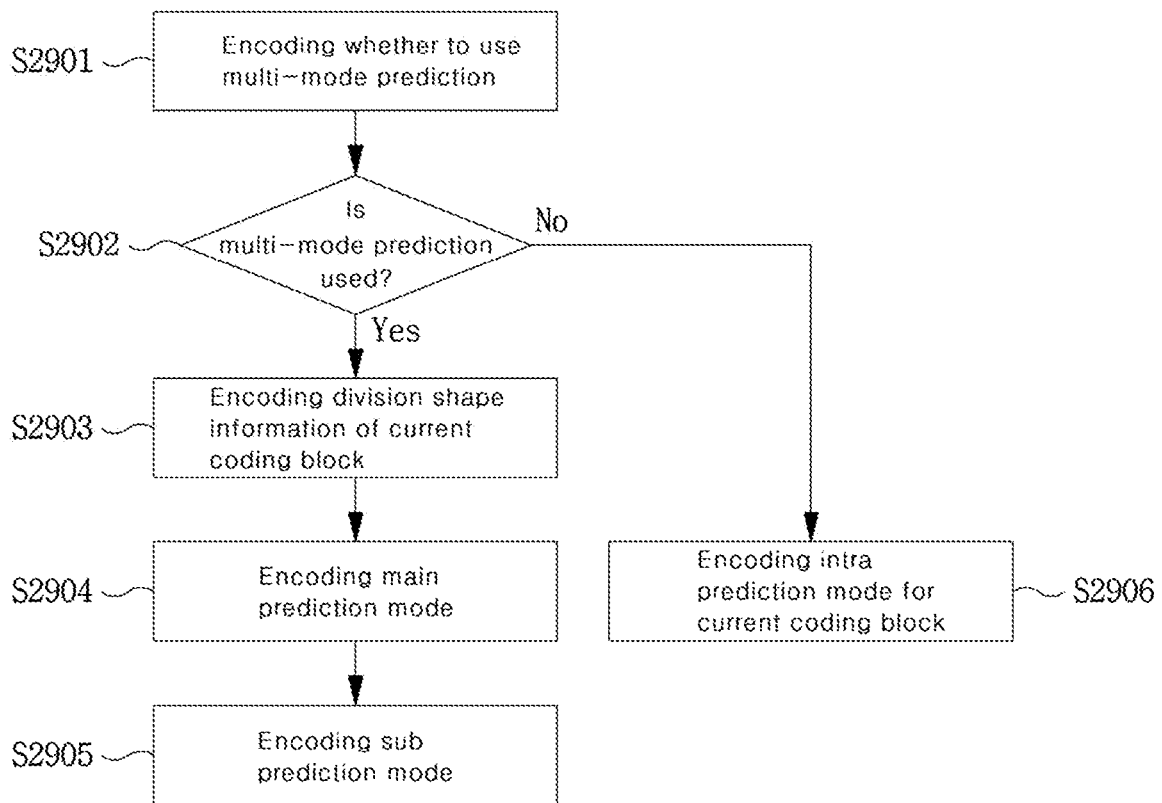 S2901
Encoding whether to use
multi-mode prediction
S2902
Is
multi-mode prediction
used?
No
Yes
S2903
Encoding division shape
information of current
coding block
S2904
Encoding main
prediction mode
Encoding intra
prediction mode for
current coding block
S2906
S2905
Encoding sub
prediction mode